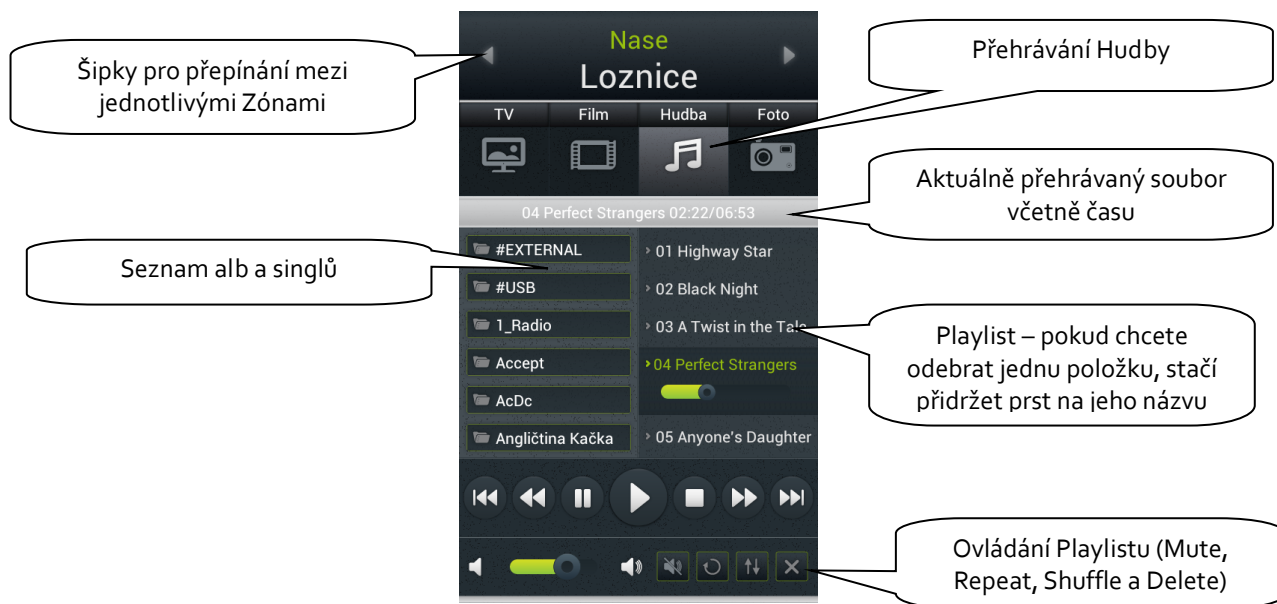 Šipky pro přepínání mezi
jednotlivými Zónami
Seznam alb a singlů
Nase
Loznice
TV
Film
Hudba
Foto
04 Perfect Strangers 02:22/06:53
#EXTERNAL
#USB
1_Radio
Accept
AcDc
Angličtina Kačka
01 Highway Star
02 Black Night
03 A Twist in the Tale
04 Perfect Strangers
05 Anyone's Daughter
Přehrávání Hudby
Aktuálně přehrávaný soubor
včetně času
Playlist – pokud chcete
odebrat jednu položku, stačí
přidržet prst na jeho názvu
Ovládání Playlistu (Mute,
Repeat, Shuffle a Delete)